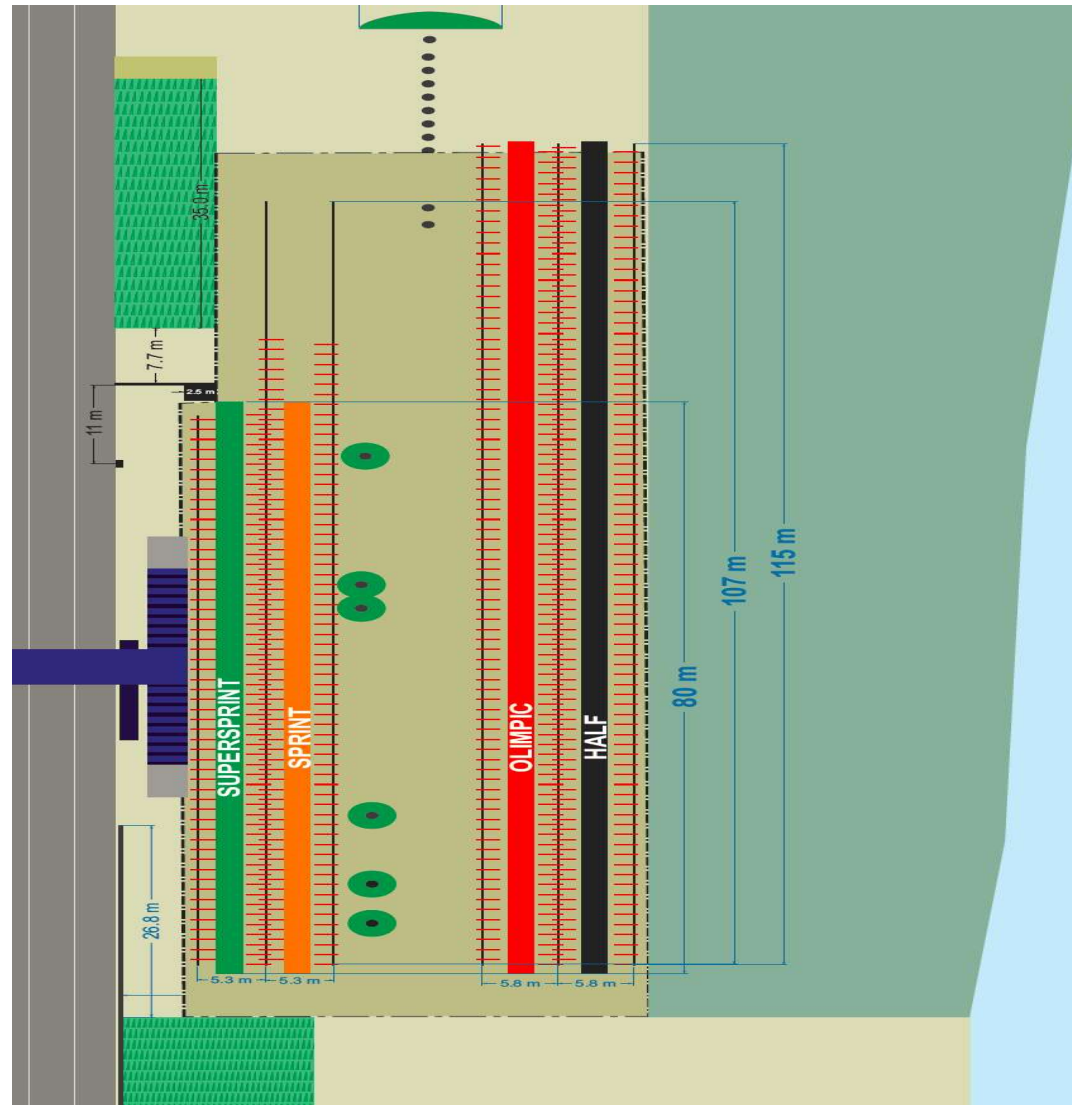 35.0 m
7.7 m
2.5 m
11 m
107 m
115 m
80 m
SUPERSPRINT
SPRINT
OLIMPIC
HALF
26.8 m
5.3 m
5.3 m
5.8 m
5.8 m